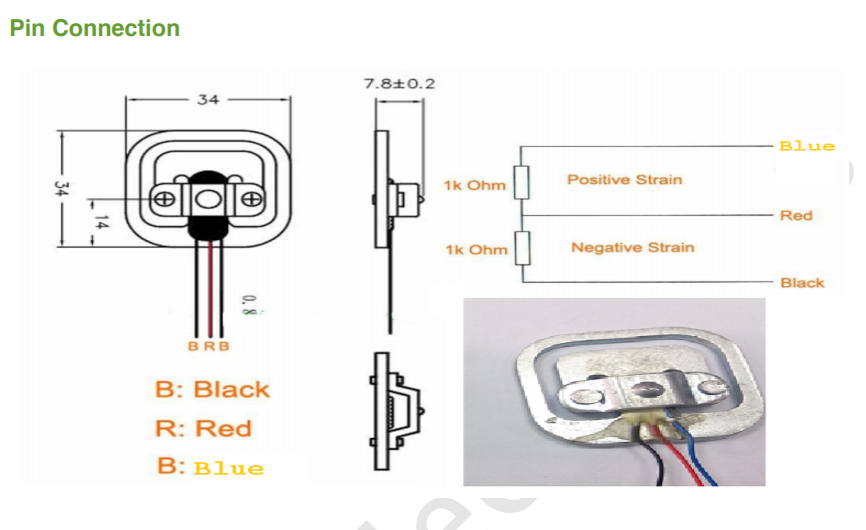 Pin Connection
34
7.8±0.2
34
14
0.8
B R B
B: Black
R: Red
B: Blue
1k Ohm
Positive Strain
Blue
Red
1k Ohm
Negative Strain
Black